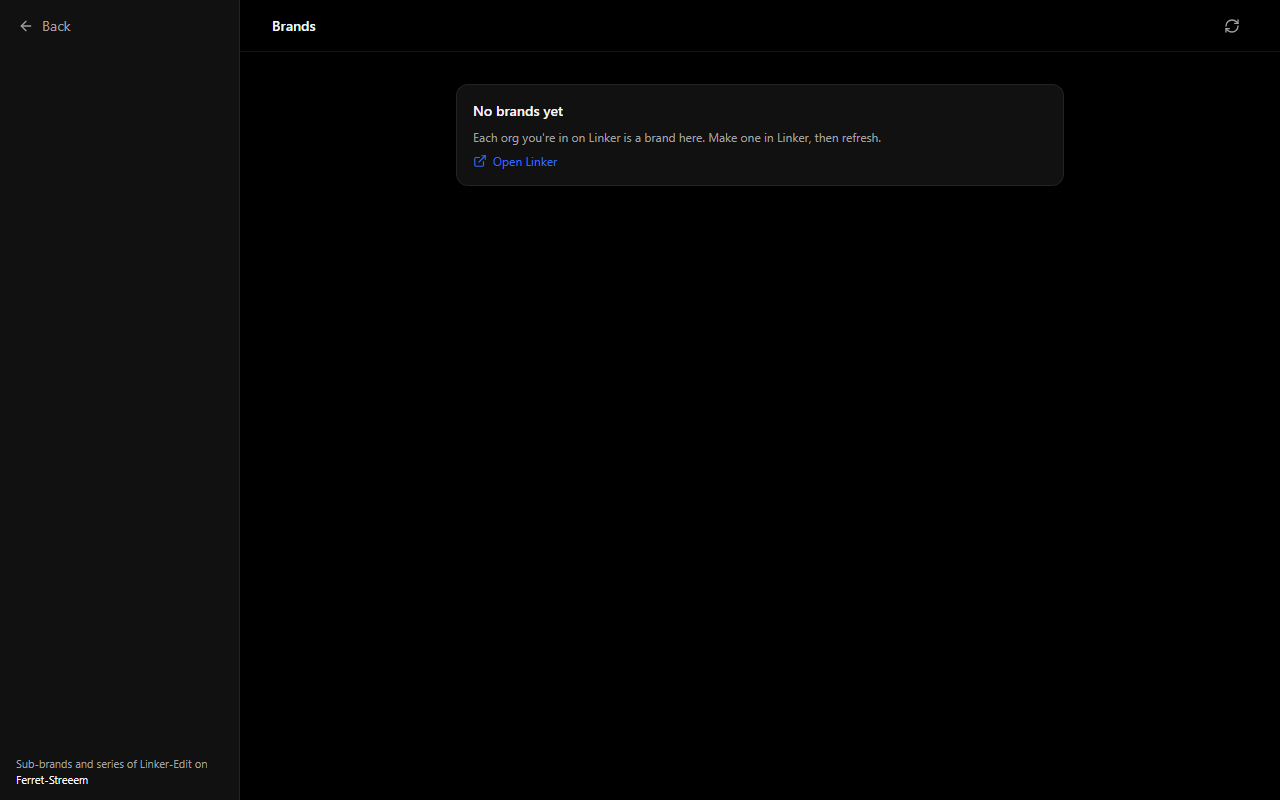 Back
Brands
No brands yet
Each org you're in on Linker is a brand here. Make one in Linker, then refresh.
Open Linker
Sub-brands and series of Linker-Edit on
Ferret-Streeem